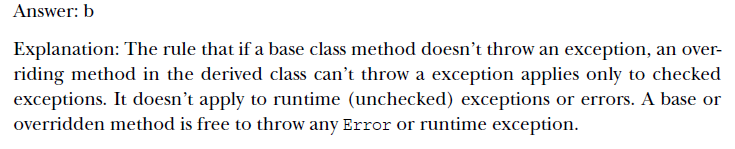 Answer: b
Explanation: The rule that if a base class method doesn’t throw an exception, an over-
riding method in the derived class can’t throw a exception applies only to checked
exceptions. It doesn’t apply to runtime (unchecked) exceptions or errors. A base or
overridden method is free to throw any Error or runtime exception.